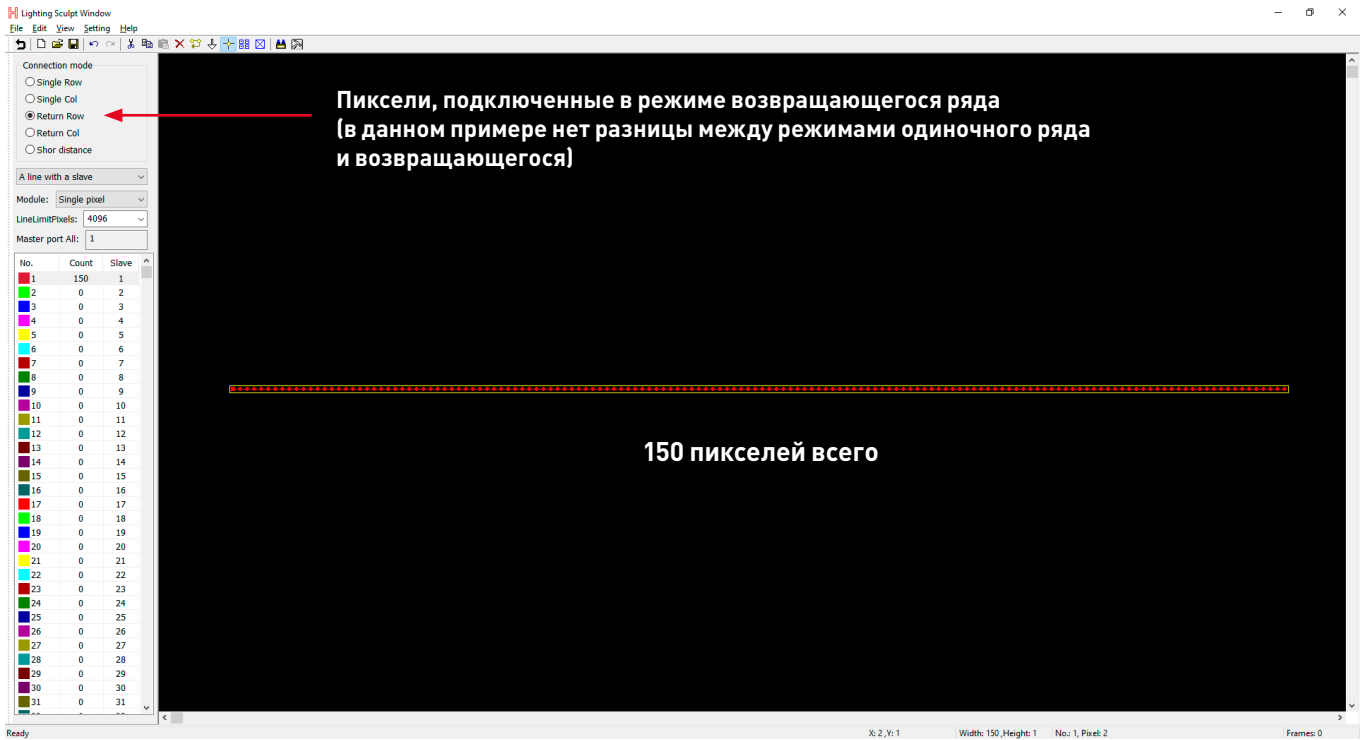 Lighting Sculpt Window
File Edit View Setting Help
Connection mode
Single Row
Single Col
Return Row
Return Col
Shor distance
A line with a slave
Module: Single pixel
LineLimitPixels: 4096
Master port All: 1
No. Count Slave
1 150 1
2 0 2
3 0 3
4 0 4
5 0 5
6 0 6
7 0 7
8 0 8
9 0 9
10 0 10
11 0 11
12 0 12
13 0 13
14 0 14
15 0 15
16 0 16
17 0 17
18 0 18
19 0 19
20 0 20
21 0 21
22 0 22
23 0 23
24 0 24
25 0 25
26 0 26
27 0 27
28 0 28
29 0 29
30 0 30
31 0 31
Пиксели, подключенные в режиме возвращающегося ряда
(в данном примере нет разницы между режимами одиночного ряда
и возвращающегося)
150 пикселей всего
Ready X: 2 ,Y: 1 Width: 150 ,Height: 1 No.: 1, Pixel: 2 Frames: 0